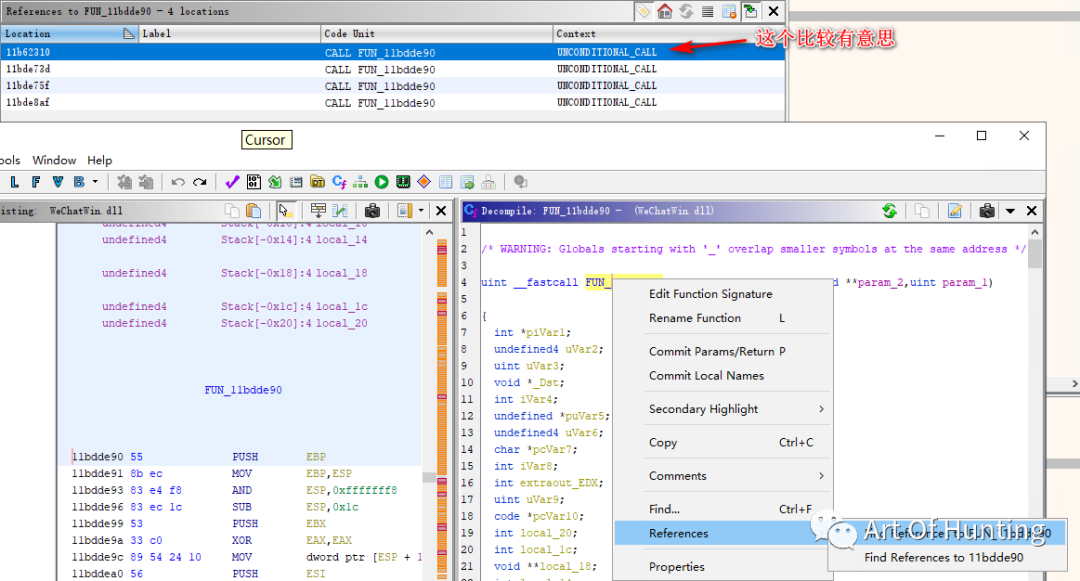 References to FUN_11bdde90 - 4 locations
Location Label Code Unit Context
11b62310 CALL FUN_11bdde90 UNCONDITIONAL_CALL
这个比较有意思
11bde73d CALL FUN_11bdde90 UNCONDITIONAL_CALL
11bde75f CALL FUN_11bdde90 UNCONDITIONAL_CALL
11bde8af CALL FUN_11bdde90 UNCONDITIONAL_CALL
Cursor
ools Window Help
L F V B
isting: WeChatWin.dll
undefined4 Stack[-0x14]:4 local_14
undefined4 Stack[-0x18]:4 local_18
undefined4 Stack[-0x1c]:4 local_1c
undefined4 Stack[-0x20]:4 local_20
FUN_11bdde90
11bdde90 55 PUSH EBP
11bdde91 8b ec MOV EBP,ESP
11bdde93 83 e4 f8 AND ESP,0xfffffff8
11bdde96 83 ec 1c SUB ESP,0x1c
11bdde99 53 PUSH EBX
11bdde9a 33 c0 XOR EAX,EAX
11bdde9c 89 54 24 10 MOV dword ptr [ESP + 1
11bddea0 56 PUSH ESI
Decompile: FUN_11bdde90 - (WeChatWin.dll)
1
2 /* WARNING: Globals starting with '_' overlap smaller symbols at the same address */
3
4 uint __fastcall FUN_ d **param_2,uint param_1)
5
6 {
7 int *piVar1;
8 undefined4 uVar2;
9 uint uVar3;
10 void *_Dst;
11 int iVar4;
12 undefined *puVar5;
13 undefined4 uVar6;
14 char *pcVar7;
15 int iVar8;
16 int extraout_EDX;
17 uint uVar9;
18 code *pcVar10;
19 int local_20;
20 int local_1c;
21 void **local_18;
Edit Function Signature
Rename Function L
Commit Params/Return P
Commit Local Names
Secondary Highlight
Copy Ctrl+C
Comments
Find... Ctrl+F
References
Properties
Find References to FUN_11bdde90
Find References to 11bdde90
Art Of Hunting